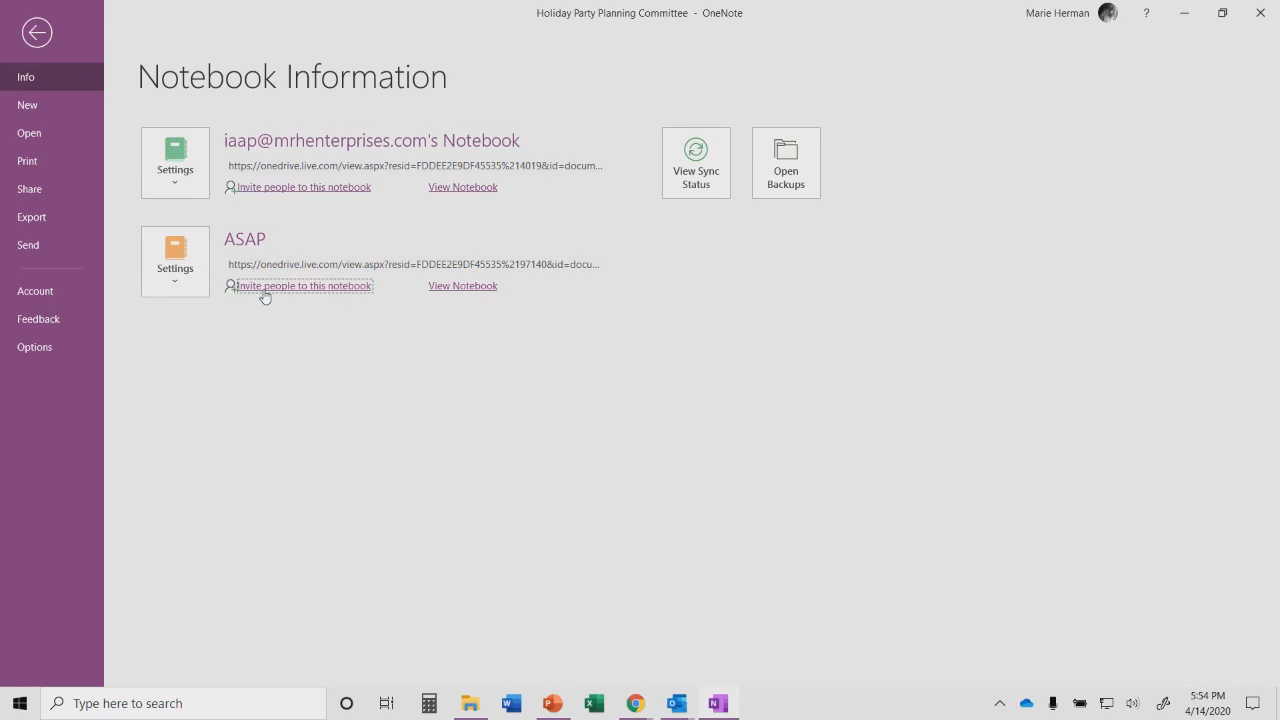 Holiday Party Planning Committee - OneNote
Marie Herman
?
Info
New
Open
Print
Share
Export
Send
Account
Feedback
Options
Notebook Information
Settings
iaap@mrhenterprises.com's Notebook
https://onedrive.live.com/view.aspx?resid=FDDEE2E9DF45535%214019&id=docum...
Invite people to this notebook
View Notebook
View Sync
Status
Open
Backups
Settings
ASAP
https://onedrive.live.com/view.aspx?resid=FDDEE2E9DF45535%2197140&id=docu...
Invite people to this notebook
View Notebook
Type here to search
5:54 PM
4/14/2020